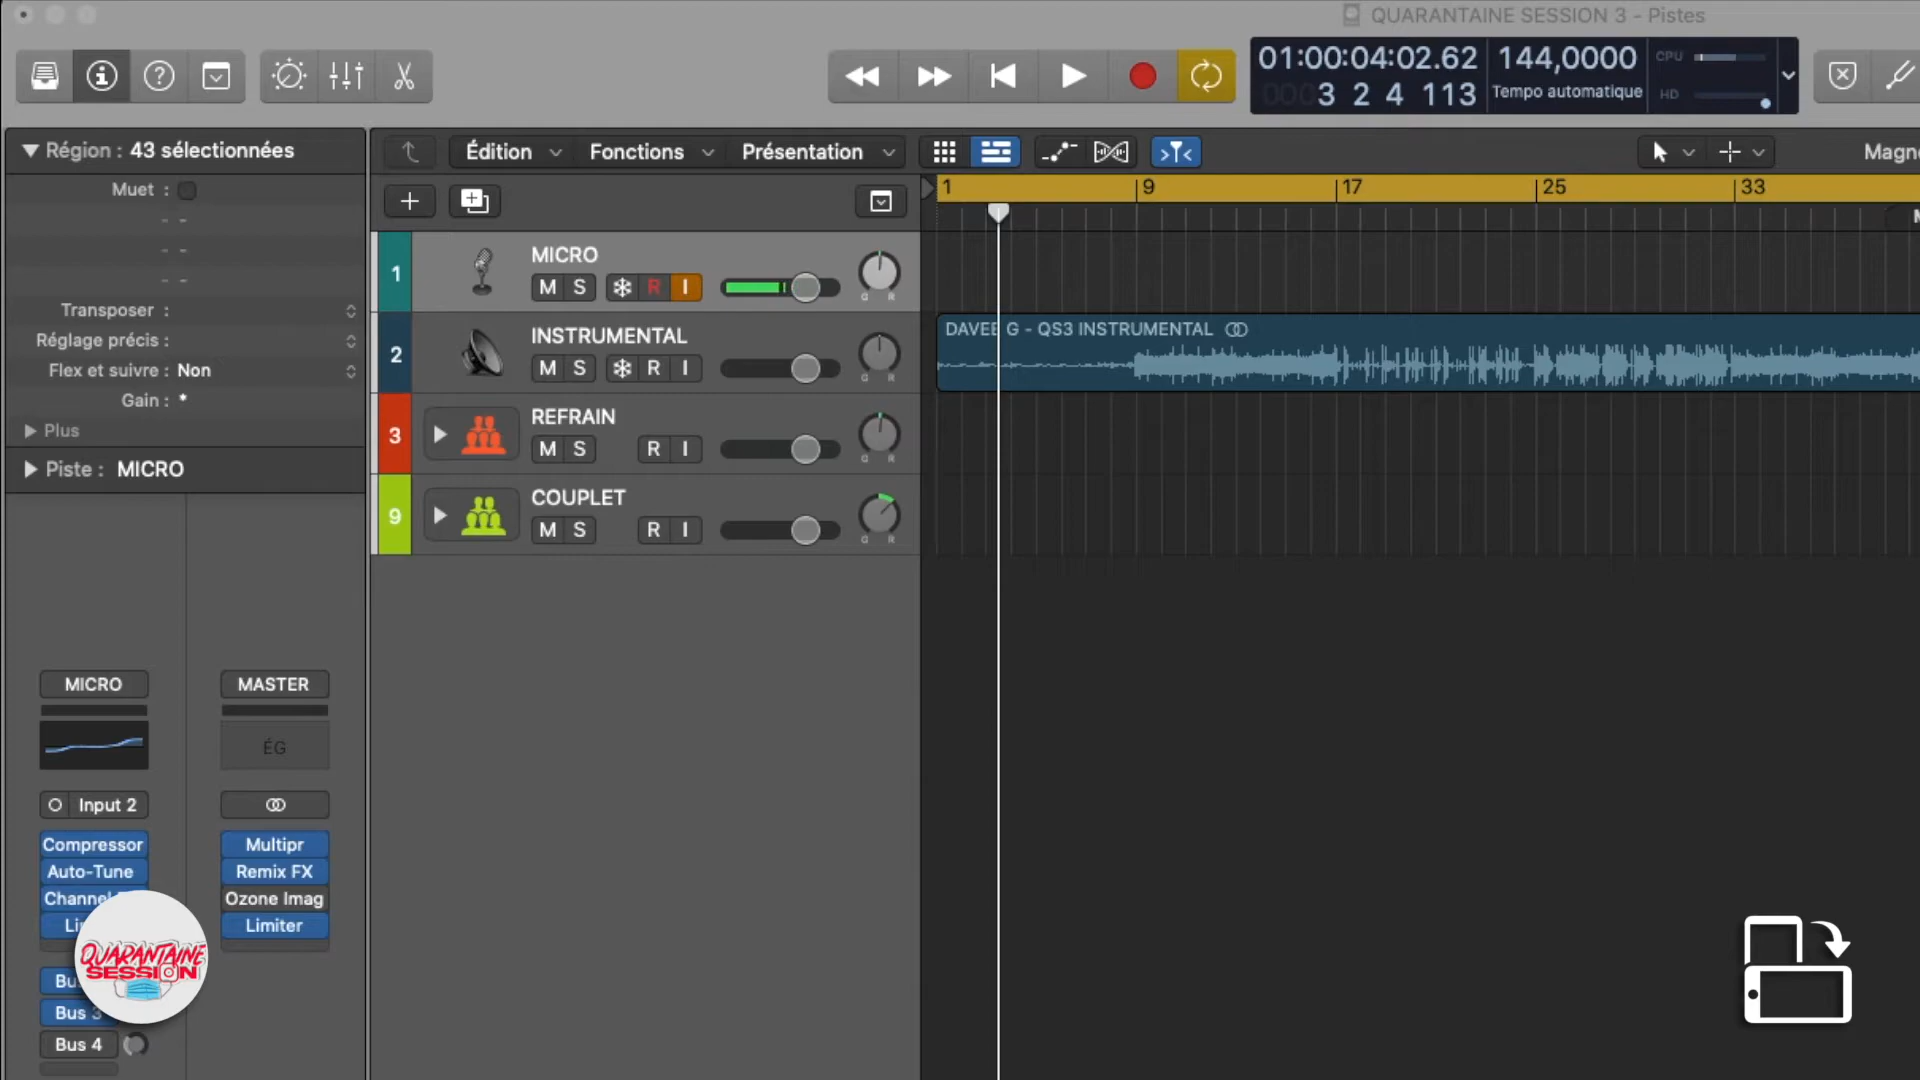 QUARANTAINE SESSION 3 - Pistes
01:00:04:02.62
144,0000
CPU
0003 2 4 113
Tempo automatique
HD
Région : 43 sélectionnées
Édition
Fonctions
Présentation
Magn
Muet :
1
9
17
25
33
Transposer :
Réglage précis :
Flex et suivre : Non
Gain : *
Plus
Piste : MICRO
1
MICRO
M S R I
2
INSTRUMENTAL
M S R I
DAVEE G - QS3 INSTRUMENTAL
3
REFRAIN
M S R I
9
COUPLET
M S R I
MICRO
MASTER
ÉG
Input 2
Compressor
Multipr
Auto-Tune
Remix FX
Channel
Ozone Imag
Limiter
QUARANTAINE
SESSION
Bus 3
Bus 4